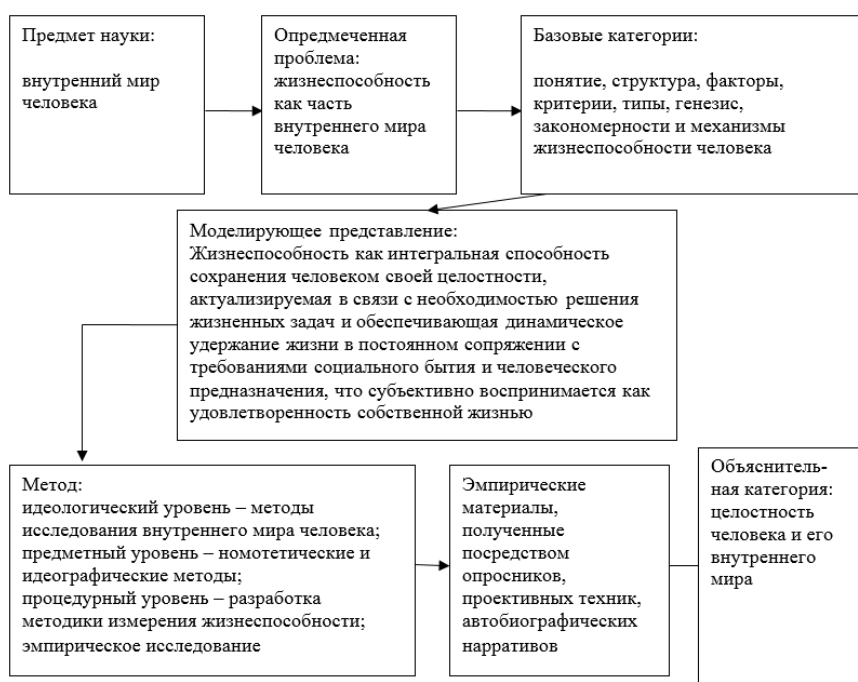 Предмет науки:
внутренний мир
человека
Опредмеченная
проблема:
жизнеспособность
как часть
внутреннего мира
человека
Базовые категории:
понятие, структура, факторы,
критерии, типы, генезис,
закономерности и механизмы
жизнеспособности человека
Моделирующее представление:
Жизнеспособность как интегральная способность
сохранения человеком своей целостности,
актуализируемая в связи с необходимостью решения
жизненных задач и обеспечивающая динамическое
удержание жизни в постоянном сопряжении с
требованиями социального бытия и человеческого
предназначения, что субъективно воспринимается как
удовлетворенность собственной жизнью
Метод:
идеологический уровень – методы
исследования внутреннего мира человека;
предметный уровень – номотетические и
идеографические методы;
процедурный уровень – разработка
методики измерения жизнеспособности;
эмпирическое исследование
Эмпирические
материалы,
полученные
посредством
опросников,
проективных техник,
автобиографических
нарративов
Объяснитель-
ная категория:
целостность
человека и его
внутреннего
мира